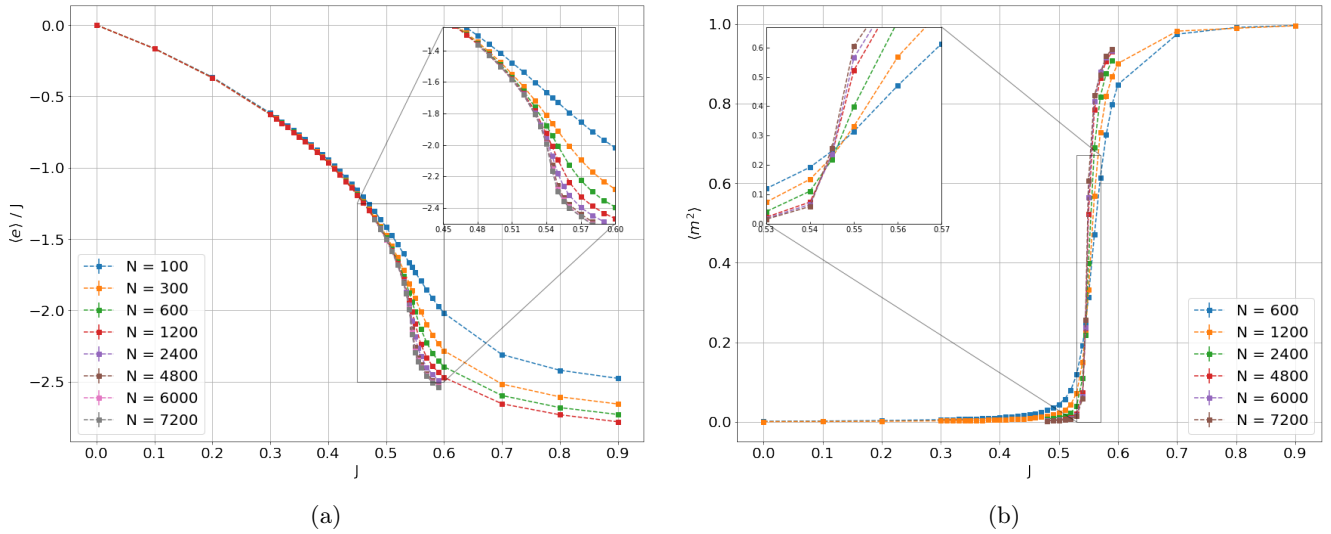 0.0
−0.5
−1.0
−1.5
−2.0
−2.5
⟨e⟩ / J
0.0 0.1 0.2 0.3 0.4 0.5 0.6 0.7 0.8 0.9
J
−1.4
−1.6
−1.8
−2.0
−2.2
−2.4
0.45 0.48 0.51 0.54 0.57 0.60
N = 100
N = 300
N = 600
N = 1200
N = 2400
N = 4800
N = 6000
N = 7200
(a)
1.0
0.8
0.6
0.4
0.2
0.0
⟨m²⟩
0.0 0.1 0.2 0.3 0.4 0.5 0.6 0.7 0.8 0.9
J
0.6
0.5
0.4
0.3
0.2
0.1
0.0
0.53 0.54 0.55 0.56 0.57
N = 600
N = 1200
N = 2400
N = 4800
N = 6000
N = 7200
(b)